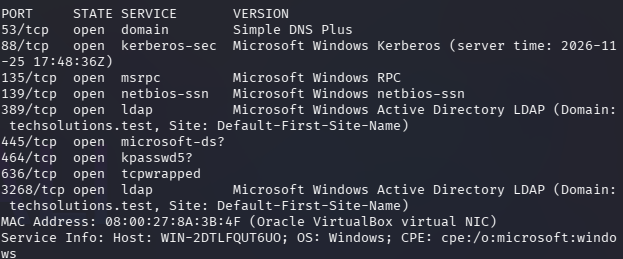 PORT     STATE SERVICE       VERSION
53/tcp   open  domain        Simple DNS Plus
88/tcp   open  kerberos-sec  Microsoft Windows Kerberos (server time: 2026-11
-25 17:48:36Z)
135/tcp  open  msrpc         Microsoft Windows RPC
139/tcp  open  netbios-ssn   Microsoft Windows netbios-ssn
389/tcp  open  ldap          Microsoft Windows Active Directory LDAP (Domain:
 techsolutions.test, Site: Default-First-Site-Name)
445/tcp  open  microsoft-ds?
464/tcp  open  kpasswd5?
636/tcp  open  tcpwrapped
3268/tcp open  ldap          Microsoft Windows Active Directory LDAP (Domain:
 techsolutions.test, Site: Default-First-Site-Name)
MAC Address: 08:00:27:8A:3B:4F (Oracle VirtualBox virtual NIC)
Service Info: Host: WIN-2DTLFQUT6UO; OS: Windows; CPE: cpe:/o:microsoft:windo
ws